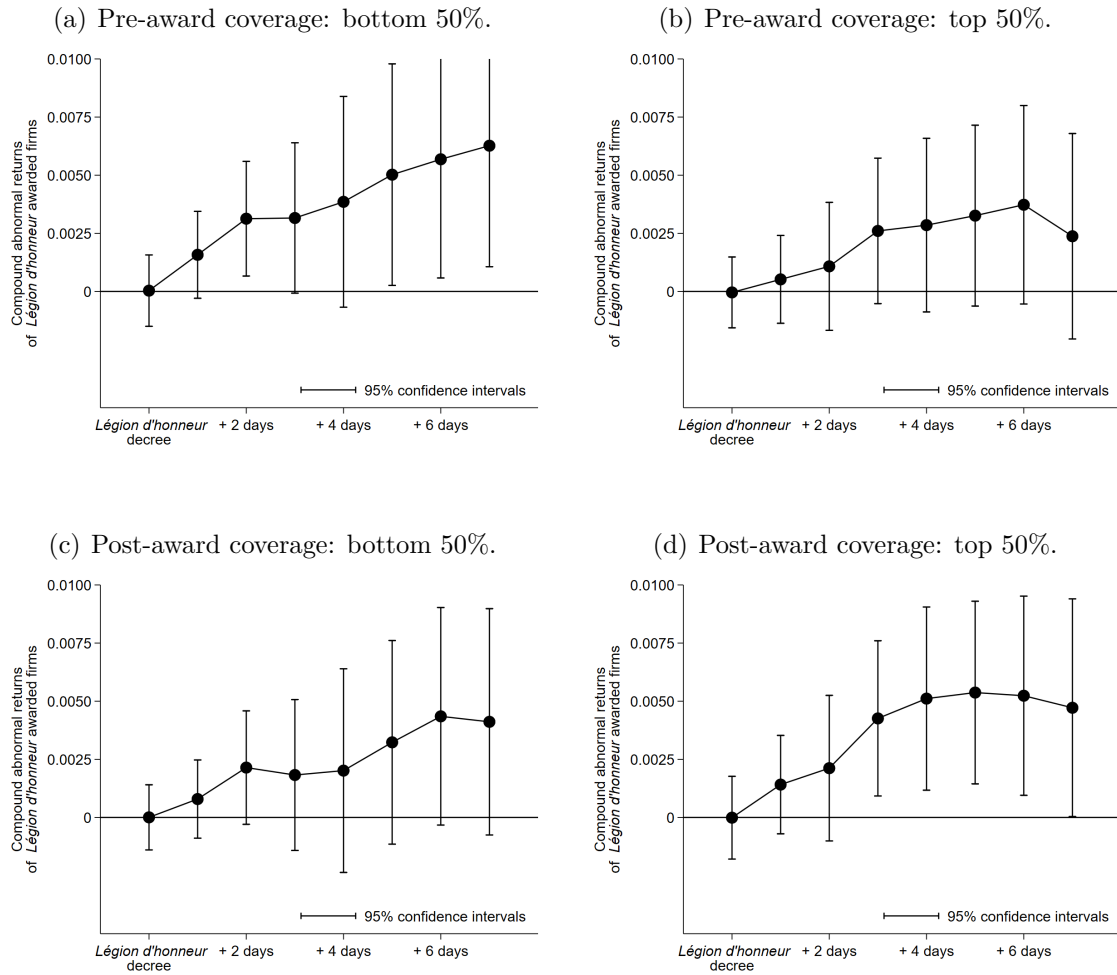 (a) Pre-award coverage: bottom 50%.
0.0100
0.0075
0.0050
0.0025
0
Compound abnormal returns
of Légion d'honneur awarded firms
95% confidence intervals
Légion d'honneur
decree
+ 2 days
+ 4 days
+ 6 days
(b) Pre-award coverage: top 50%.
0.0100
0.0075
0.0050
0.0025
0
Compound abnormal returns
of Légion d'honneur awarded firms
95% confidence intervals
Légion d'honneur
decree
+ 2 days
+ 4 days
+ 6 days
(c) Post-award coverage: bottom 50%.
0.0100
0.0075
0.0050
0.0025
0
Compound abnormal returns
of Légion d'honneur awarded firms
95% confidence intervals
Légion d'honneur
decree
+ 2 days
+ 4 days
+ 6 days
(d) Post-award coverage: top 50%.
0.0100
0.0075
0.0050
0.0025
0
Compound abnormal returns
of Légion d'honneur awarded firms
95% confidence intervals
Légion d'honneur
decree
+ 2 days
+ 4 days
+ 6 days